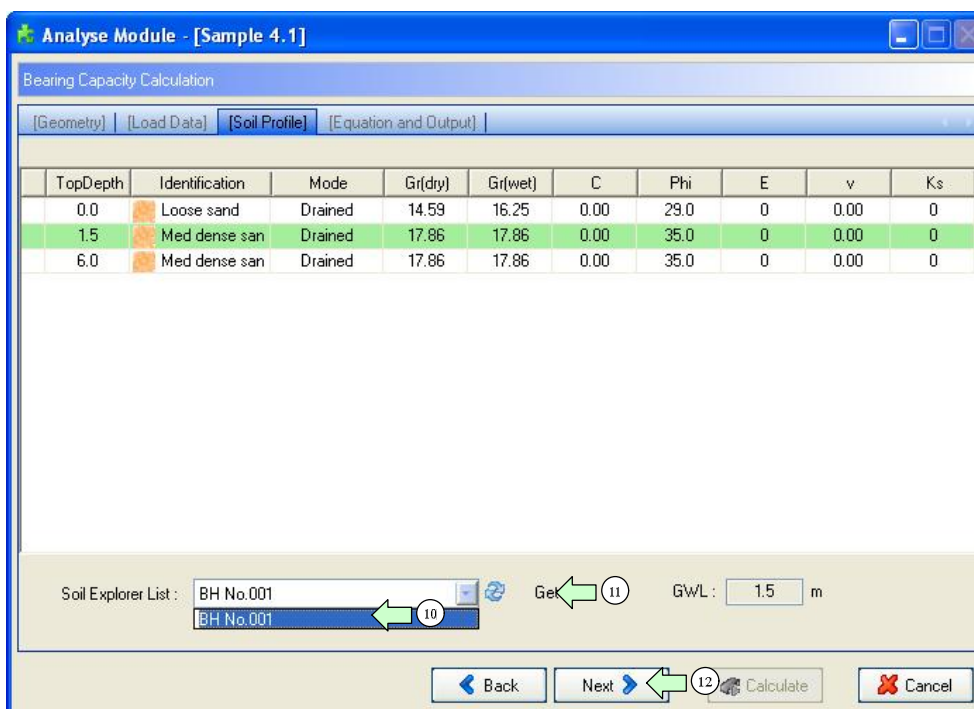 Analyse Module - [Sample 4.1]
Bearing Capacity Calculation
[Geometry] [Load Data] [Soil Profile] [Equation and Output]
TopDepth Identification Mode Gr(dry) Gr(wet) C Phi E v Ks
0.0 Loose sand Drained 14.59 16.25 0.00 29.0 0 0.00 0
1.5 Med dense san Drained 17.86 17.86 0.00 35.0 0 0.00 0
6.0 Med dense san Drained 17.86 17.86 0.00 35.0 0 0.00 0
Soil Explorer List : BH No.001 Get 11 GWL : 1.5 m
BH No.001 10
Back Next 12 Calculate Cancel